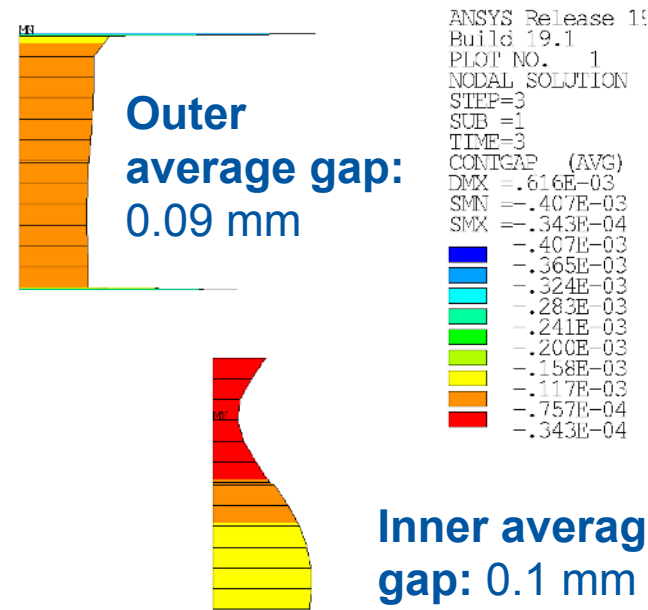 MN
ANSYS Release 19
Build 19.1
PLOT NO. 1
NODAL SOLUTION
STEP=3
SUB =1
TIME=3
CONTGAP (AVG)
DMX =.616E-03
SMN =-.407E-03
SMX =-.343E-04
-.407E-03
-.365E-03
-.324E-03
-.283E-03
-.241E-03
-.200E-03
-.158E-03
-.117E-03
-.757E-04
-.343E-04
Outer
average gap:
0.09 mm
MX
Inner averag
gap: 0.1 mm